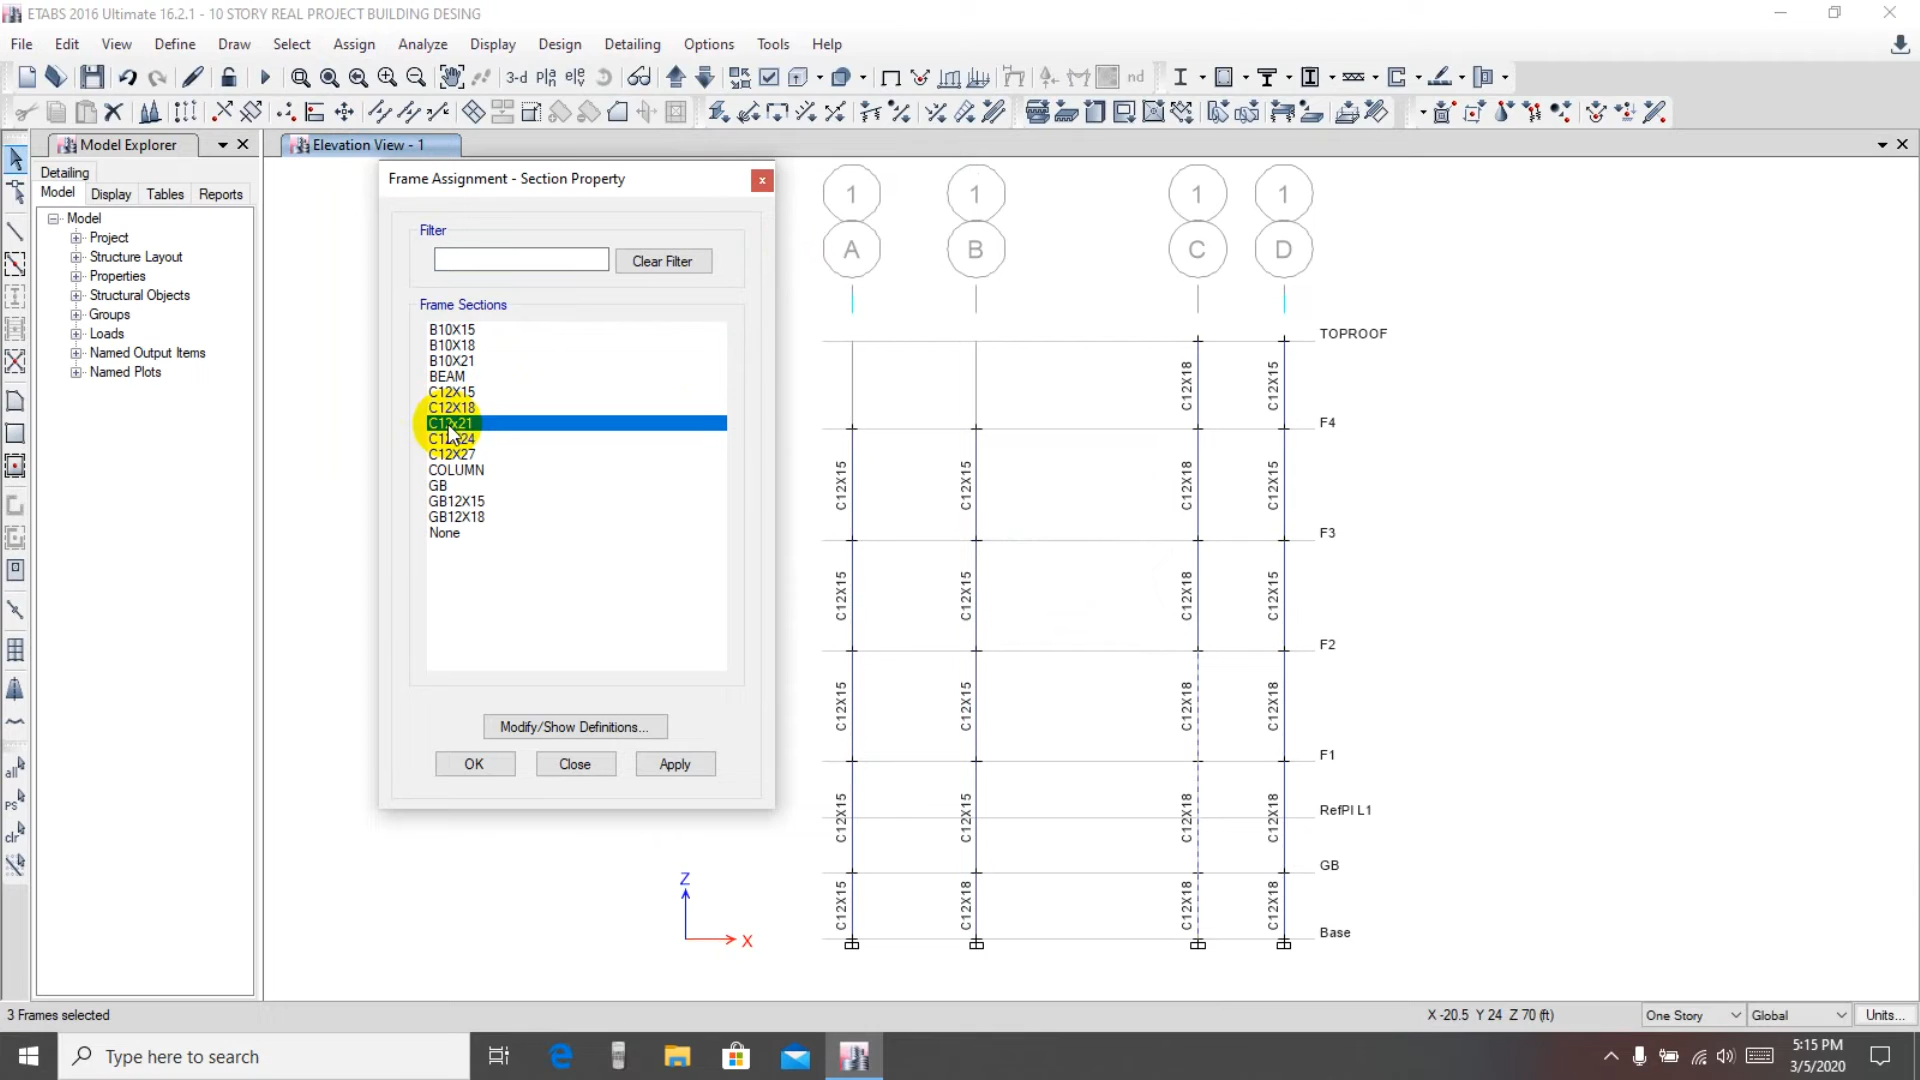 ETABS 2016 Ultimate 16.2.1 - 10 STORY REAL PROJECT BUILDING DESING
File Edit View Define Draw Select Assign Analyze Display Design Detailing Options Tools Help
3-d
nd
Model Explorer
Elevation View - 1
Detailing
Model Display Tables Reports
Model
Project
Structure Layout
Properties
Structural Objects
Groups
Loads
Named Output Items
Named Plots
all
PS
clr
Frame Assignment - Section Property
x
Filter
Clear Filter
Frame Sections
B10X15
B10X18
B10X21
BEAM
C12X15
C12X18
C12x21
C12X24
C12X27
COLUMN
GB
GB12X15
GB12X18
None
Modify/Show Definitions...
OK Close Apply
1 1 1 1
A B C D
TOPROOF
C12X18 C12X15
F4
C12X15 C12X15 C12X18 C12X15
F3
C12X15 C12X15 C12X18 C12X15
F2
C12X15 C12X15 C12X18 C12X18
F1
C12X15 C12X15 C12X18 C12X18
RefPl L1
GB
C12X15 C12X18 C12X18 C12X18
Base
Z
X
3 Frames selected
X -20.5 Y 24 Z 70 (ft)
One Story
Global
Units...
Type here to search
5:15 PM
3/5/2020